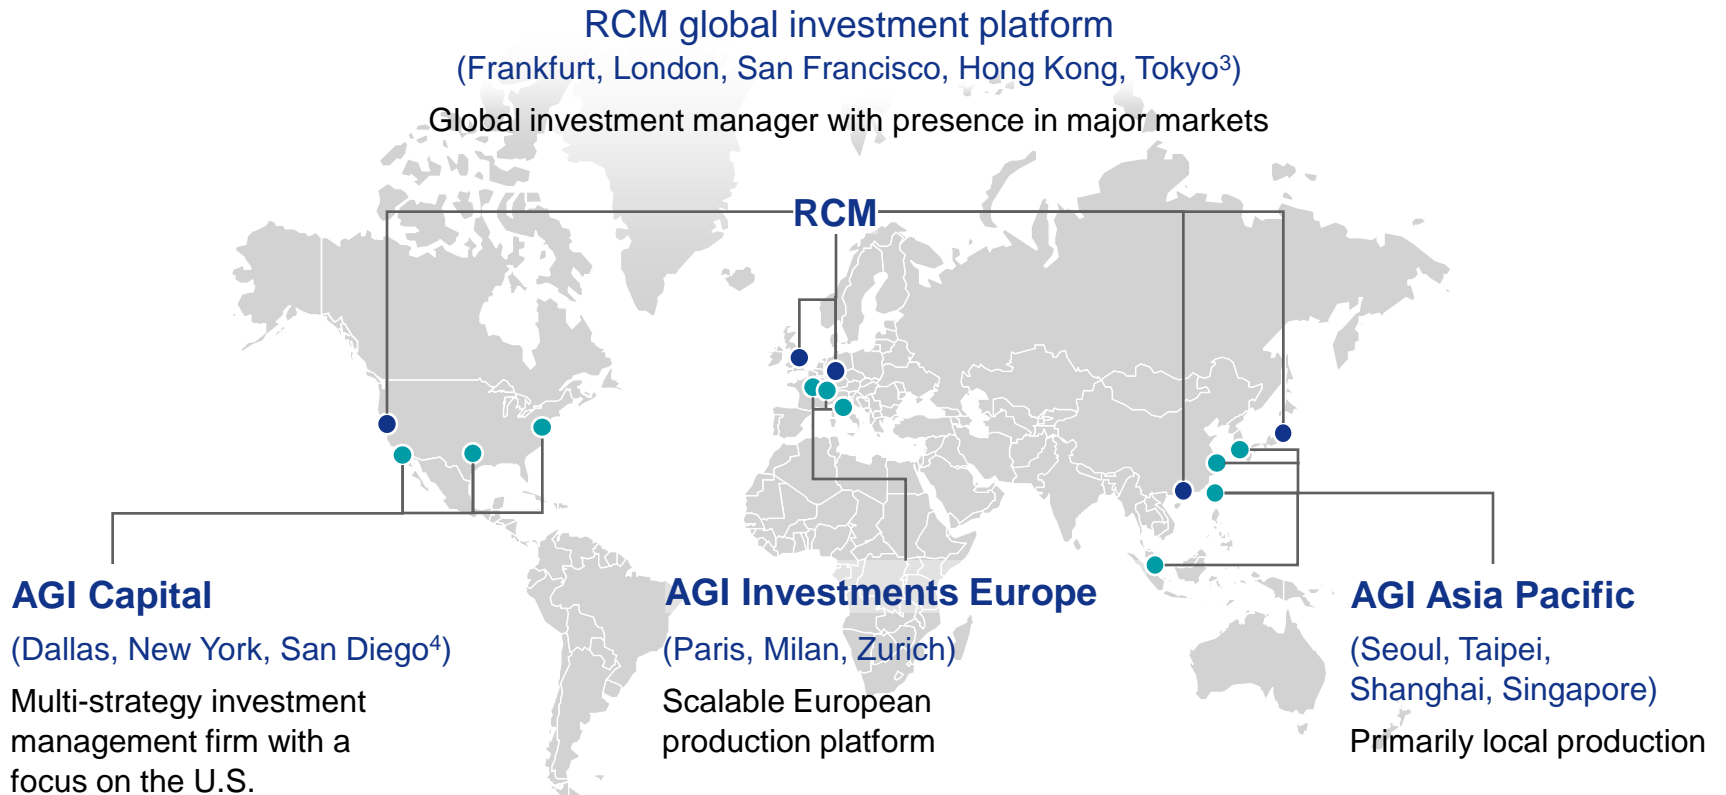 RCM global investment platform
(Frankfurt, London, San Francisco, Hong Kong, Tokyo³)
Global investment manager with presence in major markets
RCM
AGI Capital
(Dallas, New York, San Diego⁴)
Multi-strategy investment
management firm with a
focus on the U.S.
AGI Investments Europe
(Paris, Milan, Zurich)
Scalable European
production platform
AGI Asia Pacific
(Seoul, Taipei,
Shanghai, Singapore)
Primarily local production